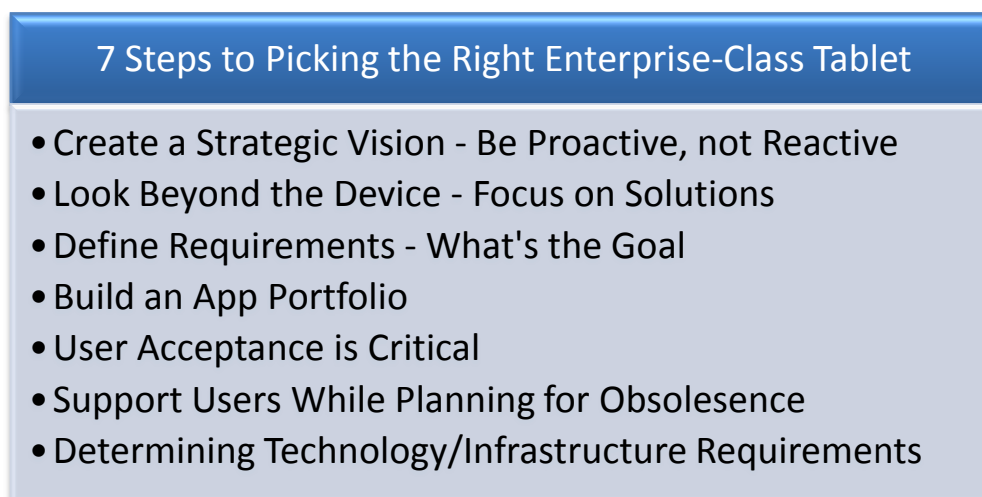 7 Steps to Picking the Right Enterprise-Class Tablet
•Create a Strategic Vision - Be Proactive, not Reactive
•Look Beyond the Device - Focus on Solutions
•Define Requirements - What's the Goal
•Build an App Portfolio
•User Acceptance is Critical
•Support Users While Planning for Obsolesence
•Determining Technology/Infrastructure Requirements